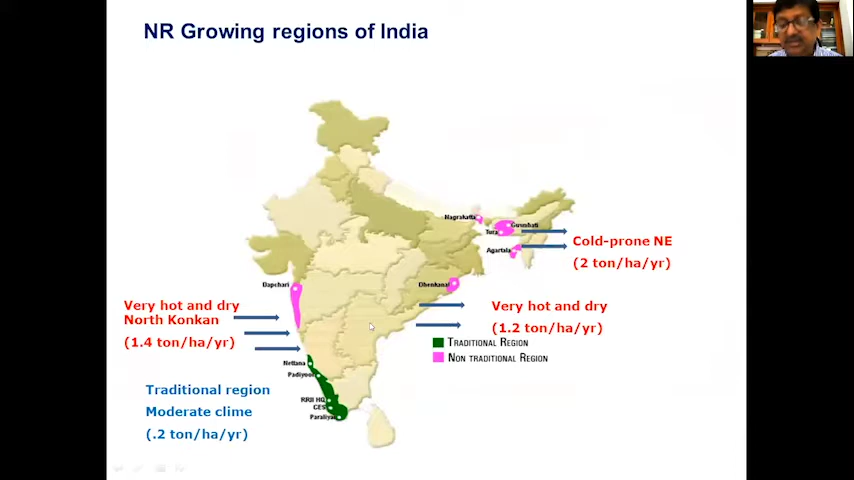 NR Growing regions of India
Nagrakatta
Guwahati
Tura
Agartala
Cold-prone NE
(2 ton/ha/yr)
Dapchari
Dhenkanal
Very hot and dry
North Konkan
(1.4 ton/ha/yr)
Very hot and dry
(1.2 ton/ha/yr)
TRADITIONAL REGION
NON TRADITIONAL REGION
Nettana
Padiyoor
RRII HQ
CES
Paraliyar
Traditional region
Moderate clime
(.2 ton/ha/yr)